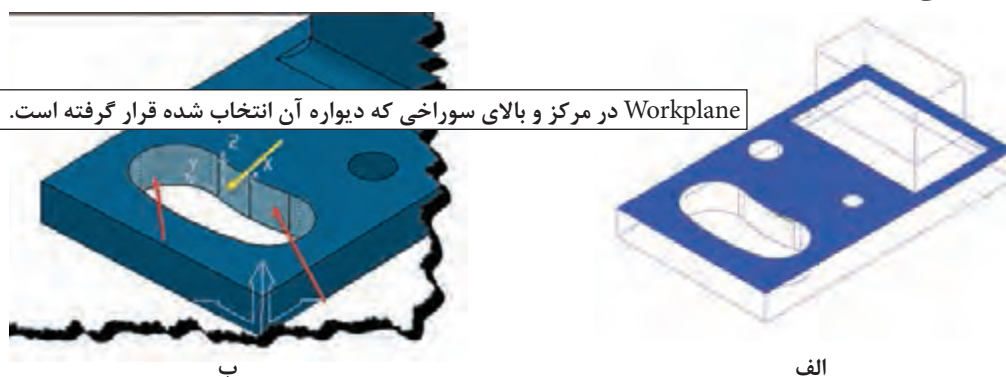 Workplane در مرکز و بالای سوراخی که دیواره آن انتخاب شده قرار گرفته است.
Z
Y
X
الف
ب